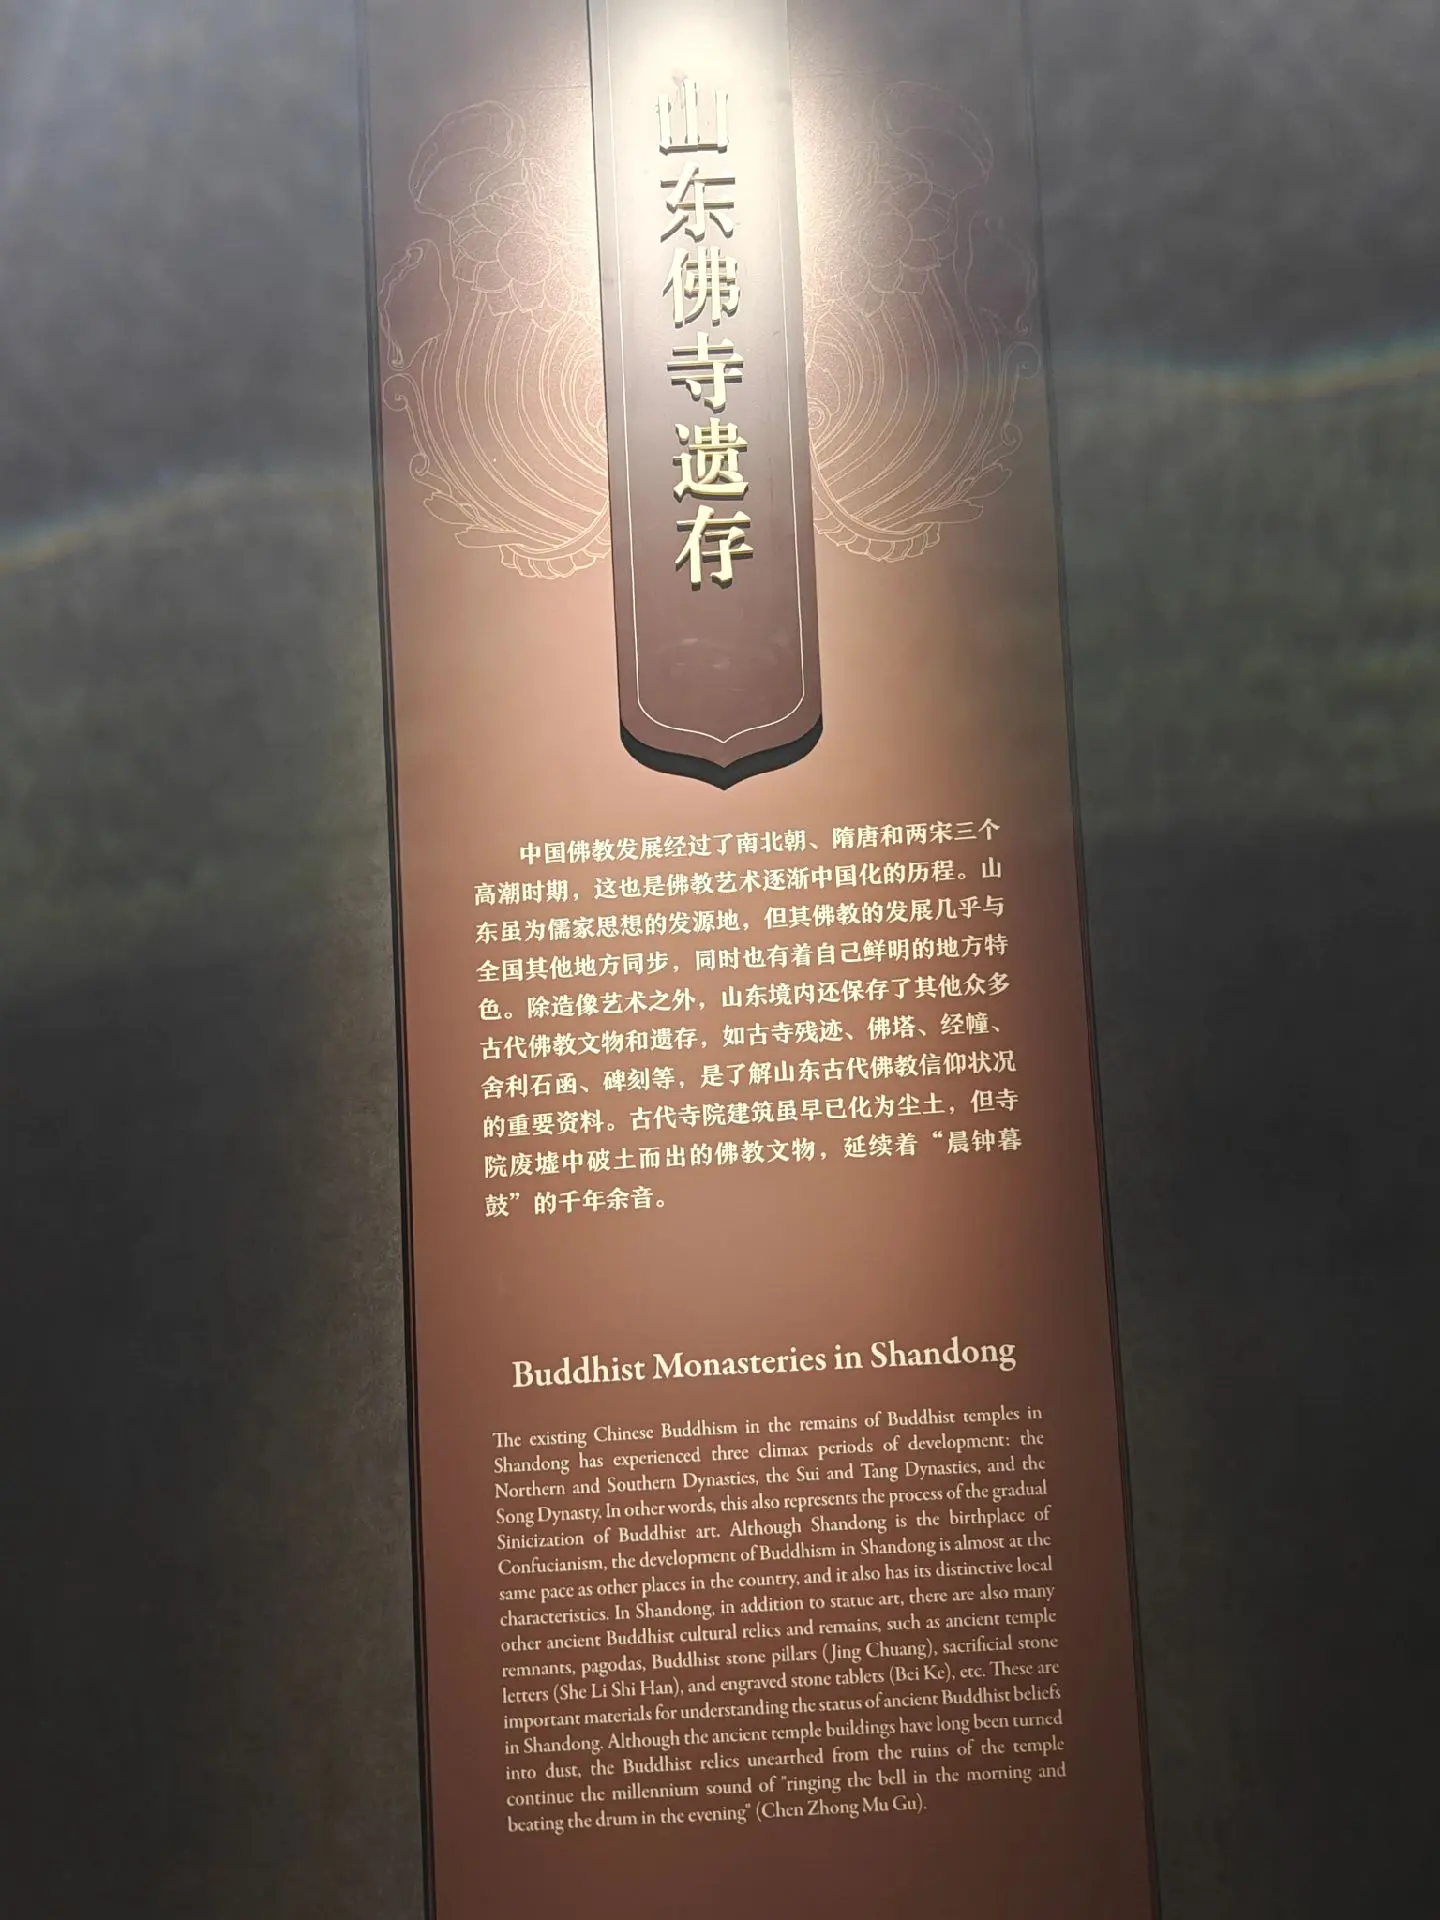 山东佛寺遗存
中国佛教发展经过了南北朝、隋唐和两宋三个
高潮时期，这也是佛教艺术逐渐中国化的历程。山
东虽为儒家思想的发源地，但其佛教的发展几乎与
全国其他地方同步，同时也有着自己鲜明的地方特
色。除造像艺术之外，山东境内还保存了其他众多
古代佛教文物和遗存，如古寺残迹、佛塔、经幢、
舍利石函、碑刻等，是了解山东古代佛教信仰状况
的重要资料。古代寺院建筑虽早已化为尘土，但寺
院废墟中破土而出的佛教文物，延续着“晨钟暮
鼓”的千年余音。
Buddhist Monasteries in Shandong
The existing Chinese Buddhism in the remains of Buddhist temples in
Shandong has experienced three climax periods of development: the
Northern and Southern Dynasties, the Sui and Tang Dynasties, and the
Song Dynasty. In other words, this also represents the process of the gradual
Sinicization of Buddhist art. Although Shandong is the birthplace of
Confucianism, the development of Buddhism in Shandong is almost at the
same pace as other places in the country, and it also has its distinctive local
characteristics. In Shandong, in addition to statue art, there are also many
other ancient Buddhist cultural relics and remains, such as ancient temple
remnants, pagodas, Buddhist stone pillars (Jing Chuang), sacrificial stone
letters (She Li Shi Han), and engraved stone tablets (Bei Ke), etc. These are
important materials for understanding the status of ancient Buddhist beliefs
in Shandong. Although the ancient temple buildings have long been turned
into dust, the Buddhist relics unearthed from the ruins of the temple
continue the millennium sound of "ringing the bell in the morning and
beating the drum in the evening" (Chen Zhong Mu Gu).